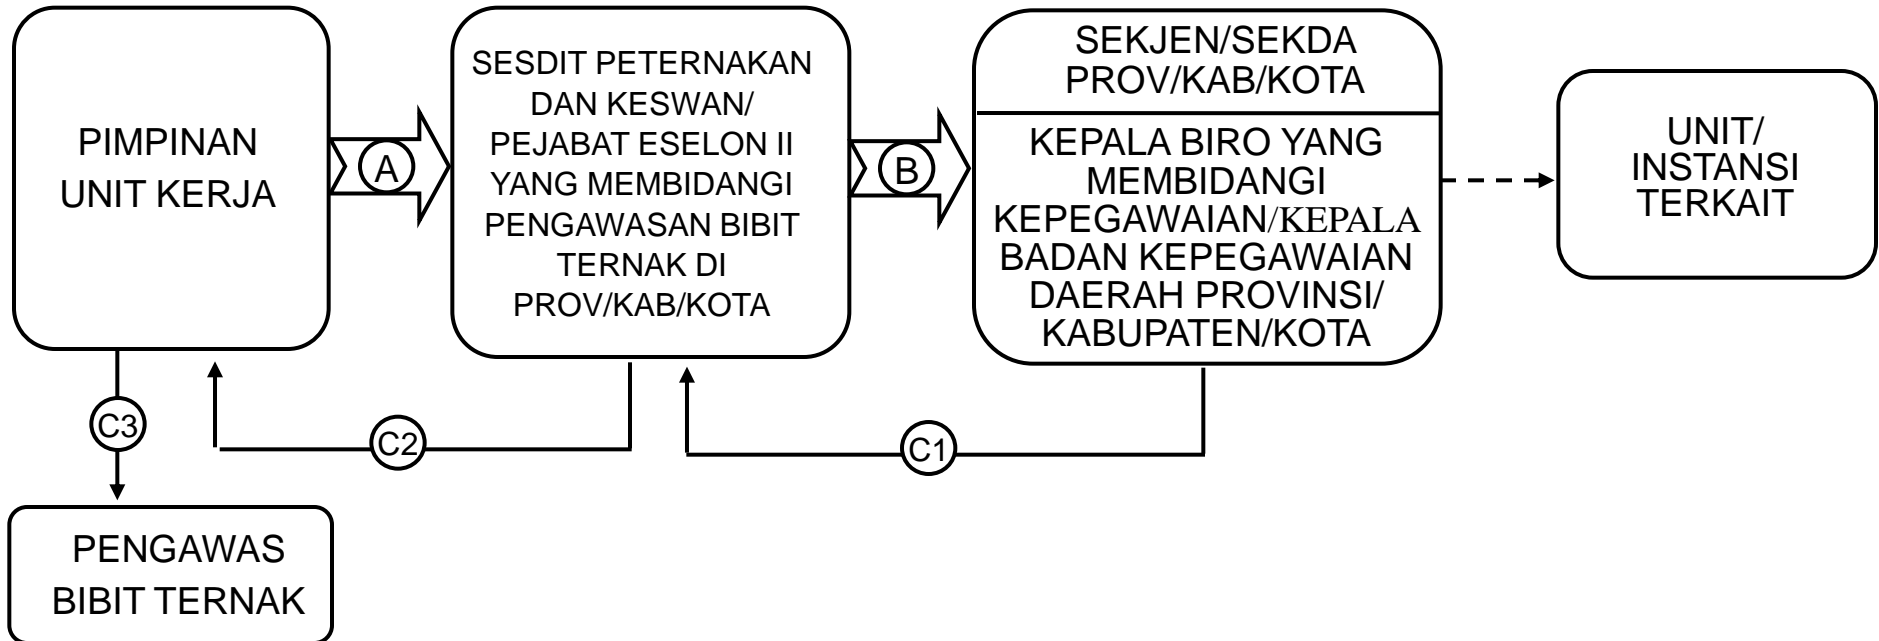 PIMPINAN
UNIT KERJA
A
SESDIT PETERNAKAN
DAN KESWAN/
PEJABAT ESELON II
YANG MEMBIDANGI
PENGAWASAN BIBIT
TERNAK DI
PROV/KAB/KOTA
B
SEKJEN/SEKDA
PROV/KAB/KOTA
KEPALA BIRO YANG
MEMBIDANGI
KEPEGAWAIAN/KEPALA
BADAN KEPEGAWAIAN
DAERAH PROVINSI/
KABUPATEN/KOTA
UNIT/
INSTANSI
TERKAIT
C3
C2
C1
PENGAWAS
BIBIT TERNAK